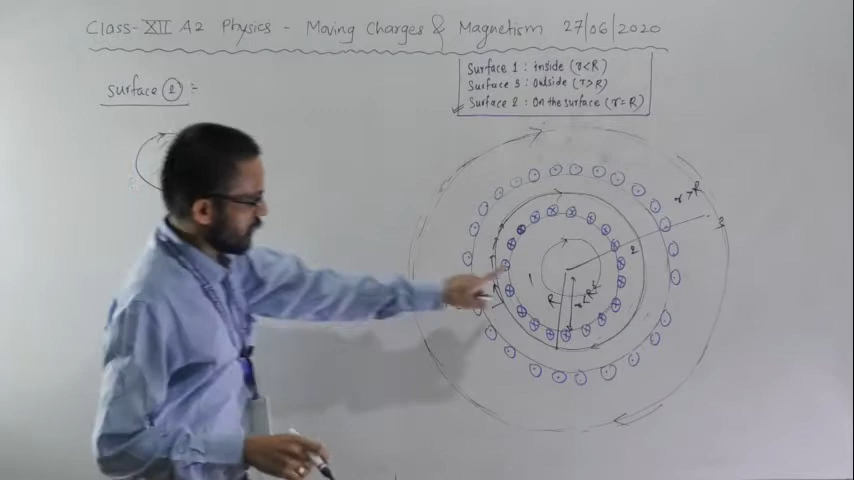 Class-XII A2 Physics - Moving Charges & Magnetism 27/06/2020
Surface 1 : inside (r<R)
Surface 3 : Outside (r>R)
Surface 2 : On the surface (r=R)
Surface ② :-
r > R
3
2
1
R
r<R